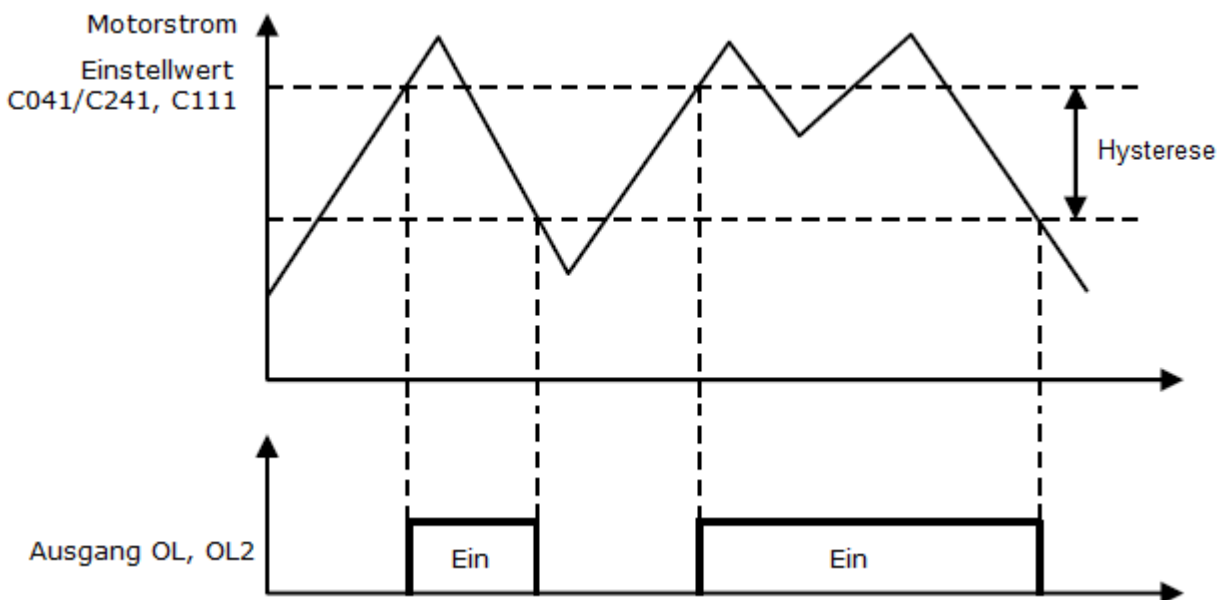 Motorstrom
Einstellwert
C041/C241, C111
Hysterese
Ausgang OL, OL2
Ein
Ein